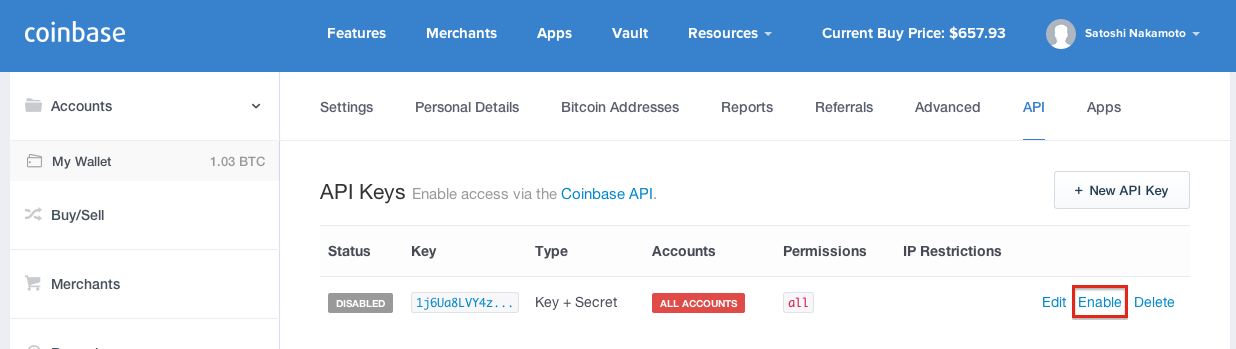 coinbase
Features Merchants Apps Vault Resources Current Buy Price: $657.93 Satoshi Nakamoto
Accounts
My Wallet 1.03 BTC
Buy/Sell
Merchants
Settings Personal Details Bitcoin Addresses Reports Referrals Advanced API Apps
API Keys Enable access via the Coinbase API.
+ New API Key
Status Key Type Accounts Permissions IP Restrictions
DISABLED 1j6Ua8LVY4z... Key + Secret ALL ACCOUNTS all Edit Enable Delete